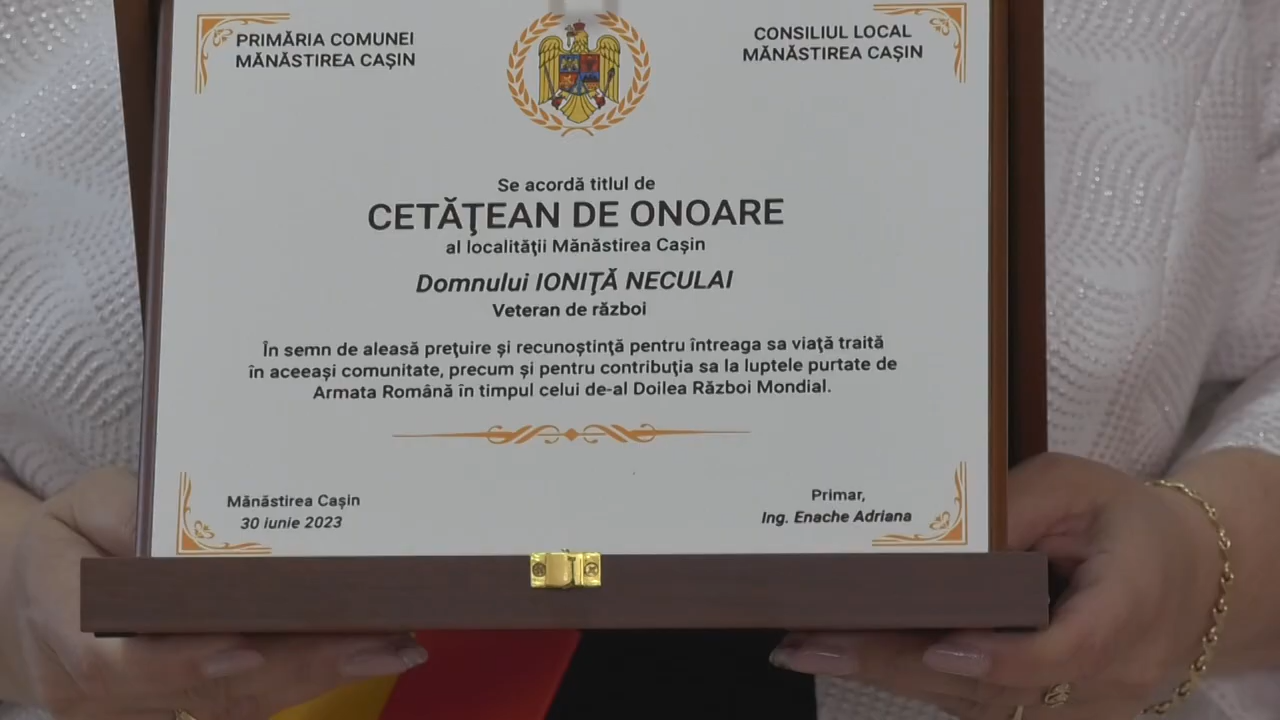 PRIMĂRIA COMUNEI
MĂNĂSTIREA CAŞIN
CONSILIUL LOCAL
MĂNĂSTIREA CAŞIN
Se acordă titlul de
CETĂŢEAN DE ONOARE
al localităţii Mănăstirea Caşin
Domnului IONIŢĂ NECULAI
Veteran de război
În semn de aleasă preţuire şi recunoştinţă pentru întreaga sa viaţă traită
în aceeaşi comunitate, precum şi pentru contribuţia sa la luptele purtate de
Armata Română în timpul celui de-al Doilea Război Mondial.
Mănăstirea Caşin
30 iunie 2023
Primar,
Ing. Enache Adriana